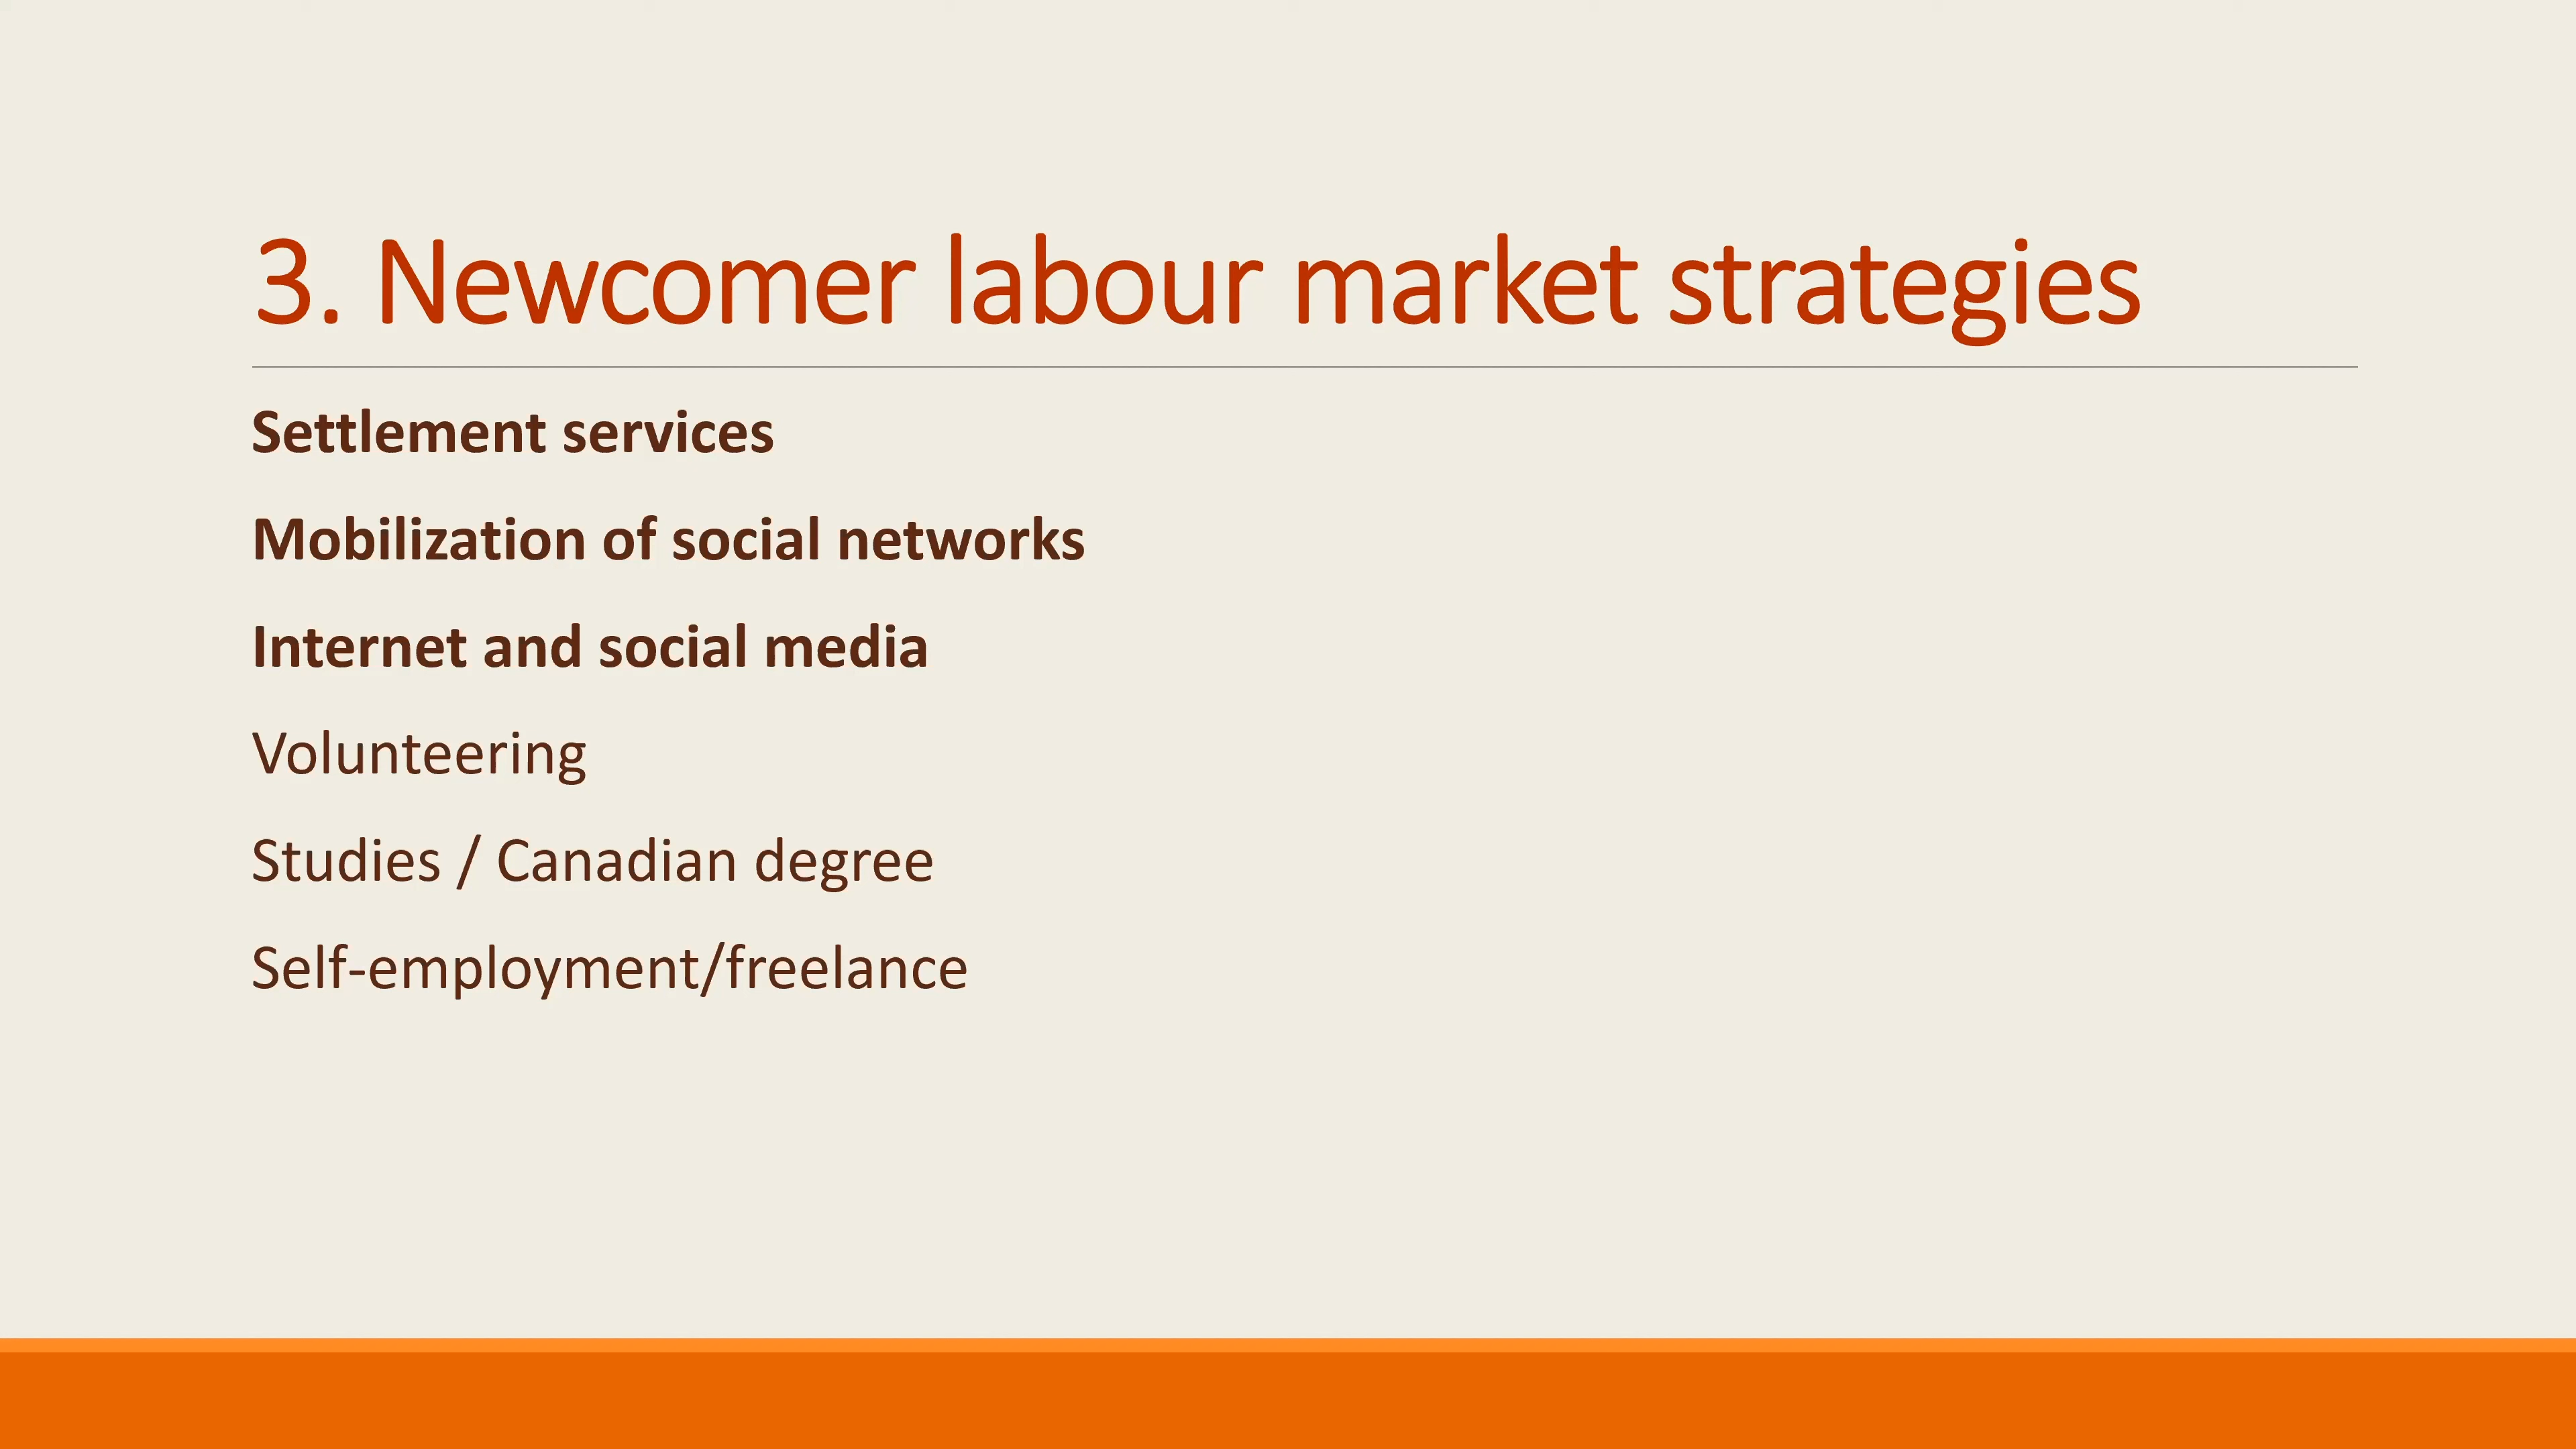 3. Newcomer labour market strategies
Settlement services
Mobilization of social networks
Internet and social media
Volunteering
Studies / Canadian degree
Self-employment/freelance